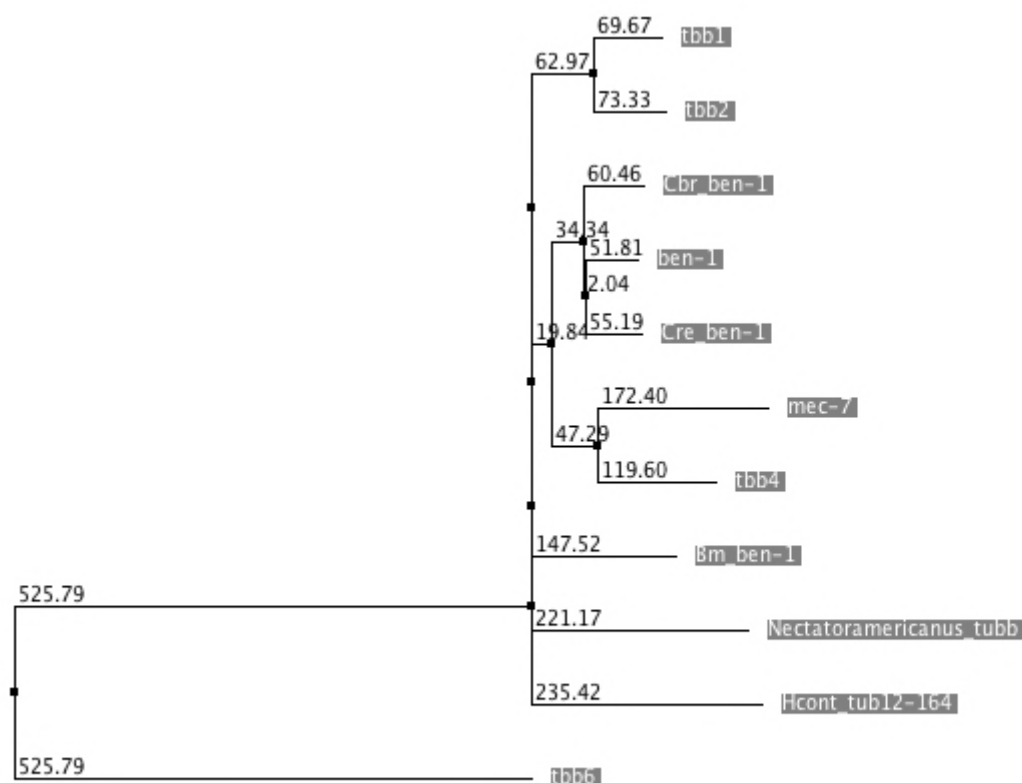 69.67
tbb1
62.97
73.33
tbb2
60.46
Cbr_ben-1
34.34
51.81
ben-1
2.04
19.84
55.19
Cre_ben-1
172.40
mec-7
47.29
119.60
tbb4
147.52
Bm_ben-1
525.79
221.17
Nectatoramericanus_tubb
235.42
Hcont_tub12-164
525.79
tbb6